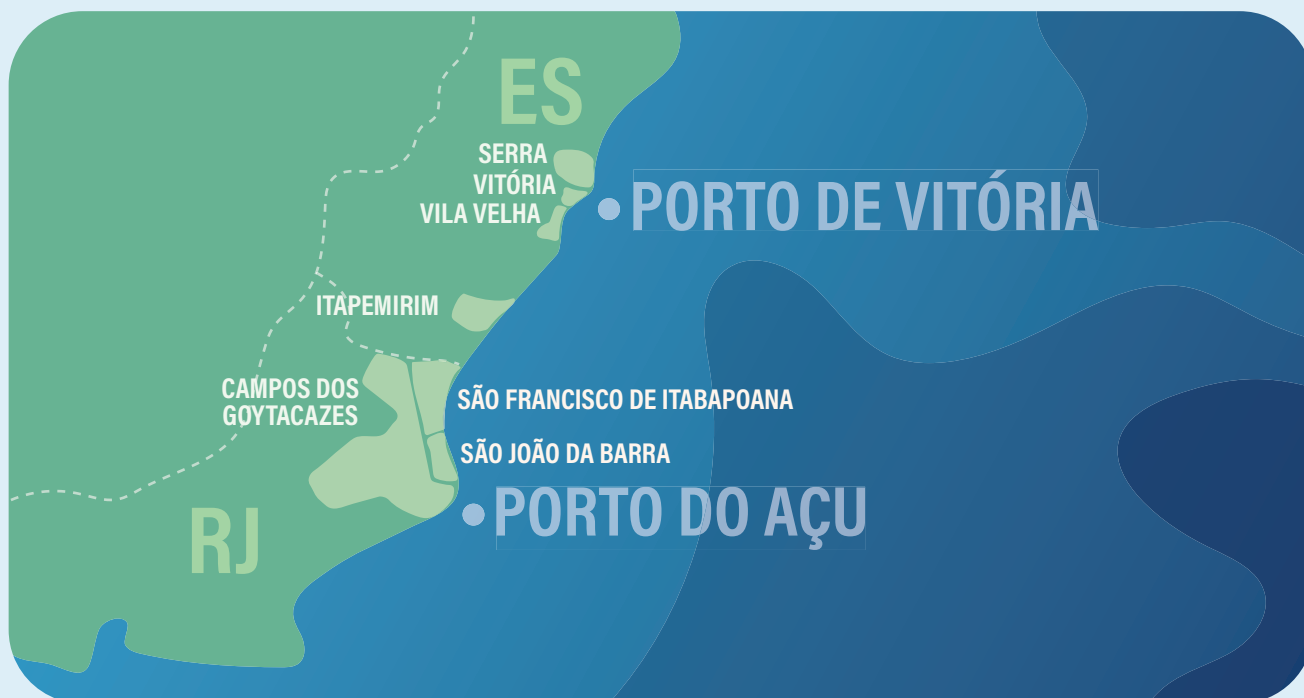 ES
SERRA
VITÓRIA
VILA VELHA
PORTO DE VITÓRIA
ITAPEMIRIM
CAMPOS DOS
GOYTACAZES
SÃO FRANCISCO DE ITABAPOANA
SÃO JOÃO DA BARRA
PORTO DO AÇU
RJ